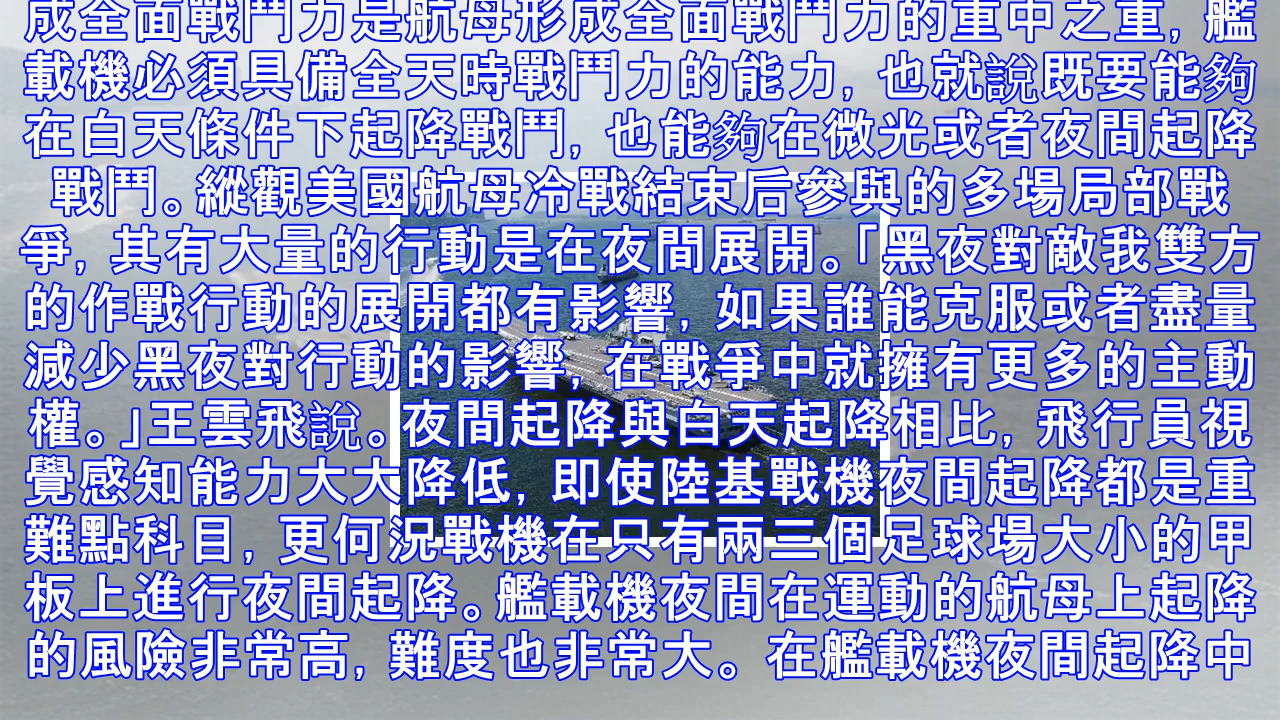 成全面戰鬥力是航母形成全面戰鬥力的重中之重, 艦
載機必須具備全天時戰鬥力的能力, 也就說既要能夠
在白天條件下起降戰鬥, 也能夠在微光或者夜間起降
戰鬥。縱觀美國航母冷戰結束后參與的多場局部戰
爭, 其有大量的行動是在夜間展開。「黑夜對敵我雙方
的作戰行動的展開都有影響, 如果誰能克服或者盡量
減少黑夜對行動的影響, 在戰爭中就擁有更多的主動
權。」王雲飛說。夜間起降與白天起降相比, 飛行員視
覺感知能力大大降低, 即使陸基戰機夜間起降都是重
難點科目, 更何況戰機在只有兩三個足球場大小的甲
板上進行夜間起降。艦載機夜間在運動的航母上起降
的風險非常高, 難度也非常大。在艦載機夜間起降中